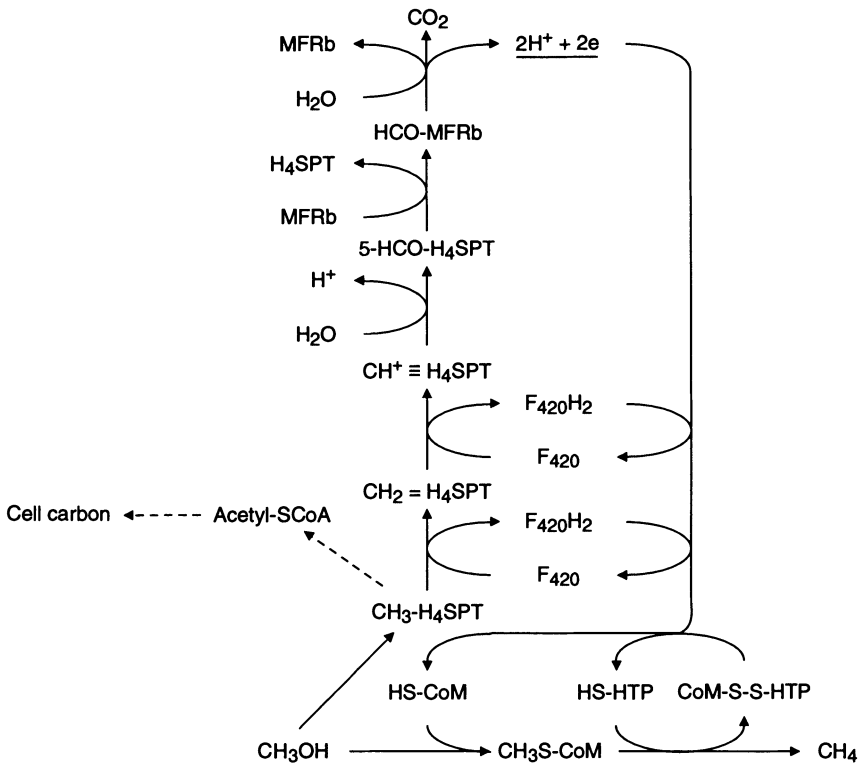 CO₂
MFRb
2H⁺ + 2e
H₂O
HCO-MFRb
H₄SPT
MFRb
5-HCO-H₄SPT
H⁺
H₂O
CH⁺ ≡ H₄SPT
F₄₂₀H₂
F₄₂₀
CH₂ = H₄SPT
Cell carbon
Acetyl-SCoA
F₄₂₀H₂
F₄₂₀
CH₃-H₄SPT
HS-CoM
HS-HTP
CoM-S-S-HTP
CH₃OH
CH₃S-CoM
CH₄